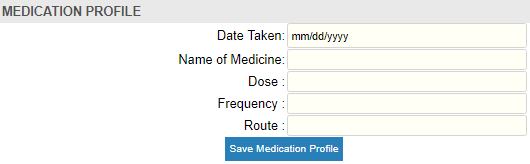 MEDICATION PROFILE
Date Taken: mm/dd/yyyy
Name of Medicine:
Dose :
Frequency :
Route :
Save Medication Profile